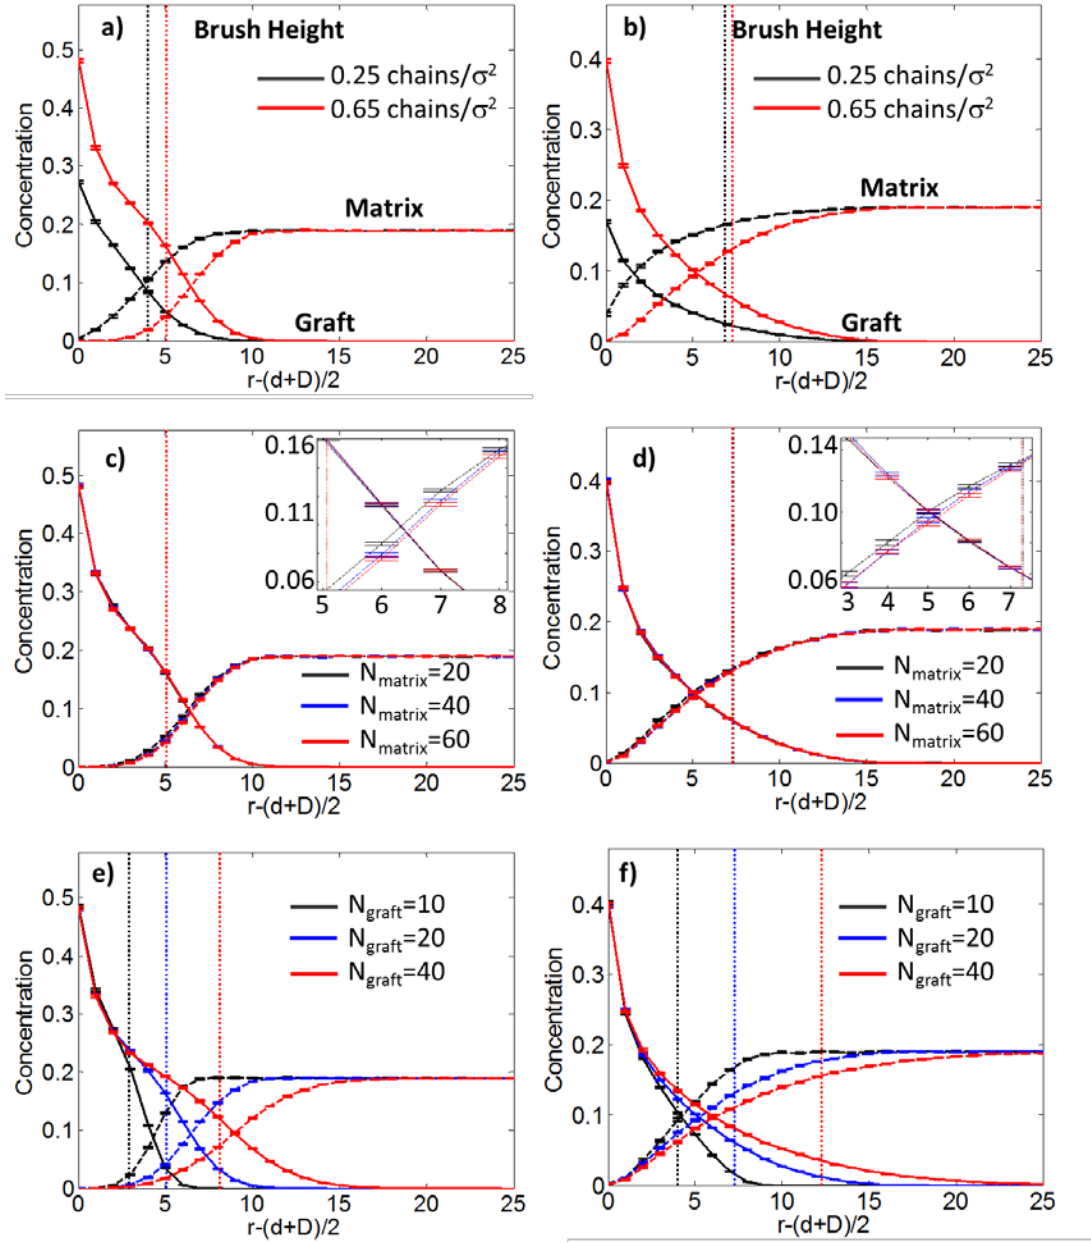 a)
Brush Height
0.25 chains/σ²
0.65 chains/σ²
Matrix
Graft
Concentration
0.5
0.4
0.3
0.2
0.1
0
0 5 10 15 20 25
r-(d+D)/2
b)
Brush Height
0.25 chains/σ²
0.65 chains/σ²
Matrix
Graft
Concentration
0.4
0.3
0.2
0.1
0
0 5 10 15 20 25
r-(d+D)/2
c)
0.16
0.11
0.06
5 6 7 8
N_matrix=20
N_matrix=40
N_matrix=60
Concentration
0.5
0.4
0.3
0.2
0.1
0
0 5 10 15 20 25
r-(d+D)/2
d)
0.14
0.10
0.06
3 4 5 6 7
N_matrix=20
N_matrix=40
N_matrix=60
Concentration
0.4
0.3
0.2
0.1
0
0 5 10 15 20 25
r-(d+D)/2
e)
N_graft=10
N_graft=20
N_graft=40
Concentration
0.5
0.4
0.3
0.2
0.1
0
0 5 10 15 20 25
r-(d+D)/2
f)
N_graft=10
N_graft=20
N_graft=40
Concentration
0.4
0.3
0.2
0.1
0
0 5 10 15 20 25
r-(d+D)/2